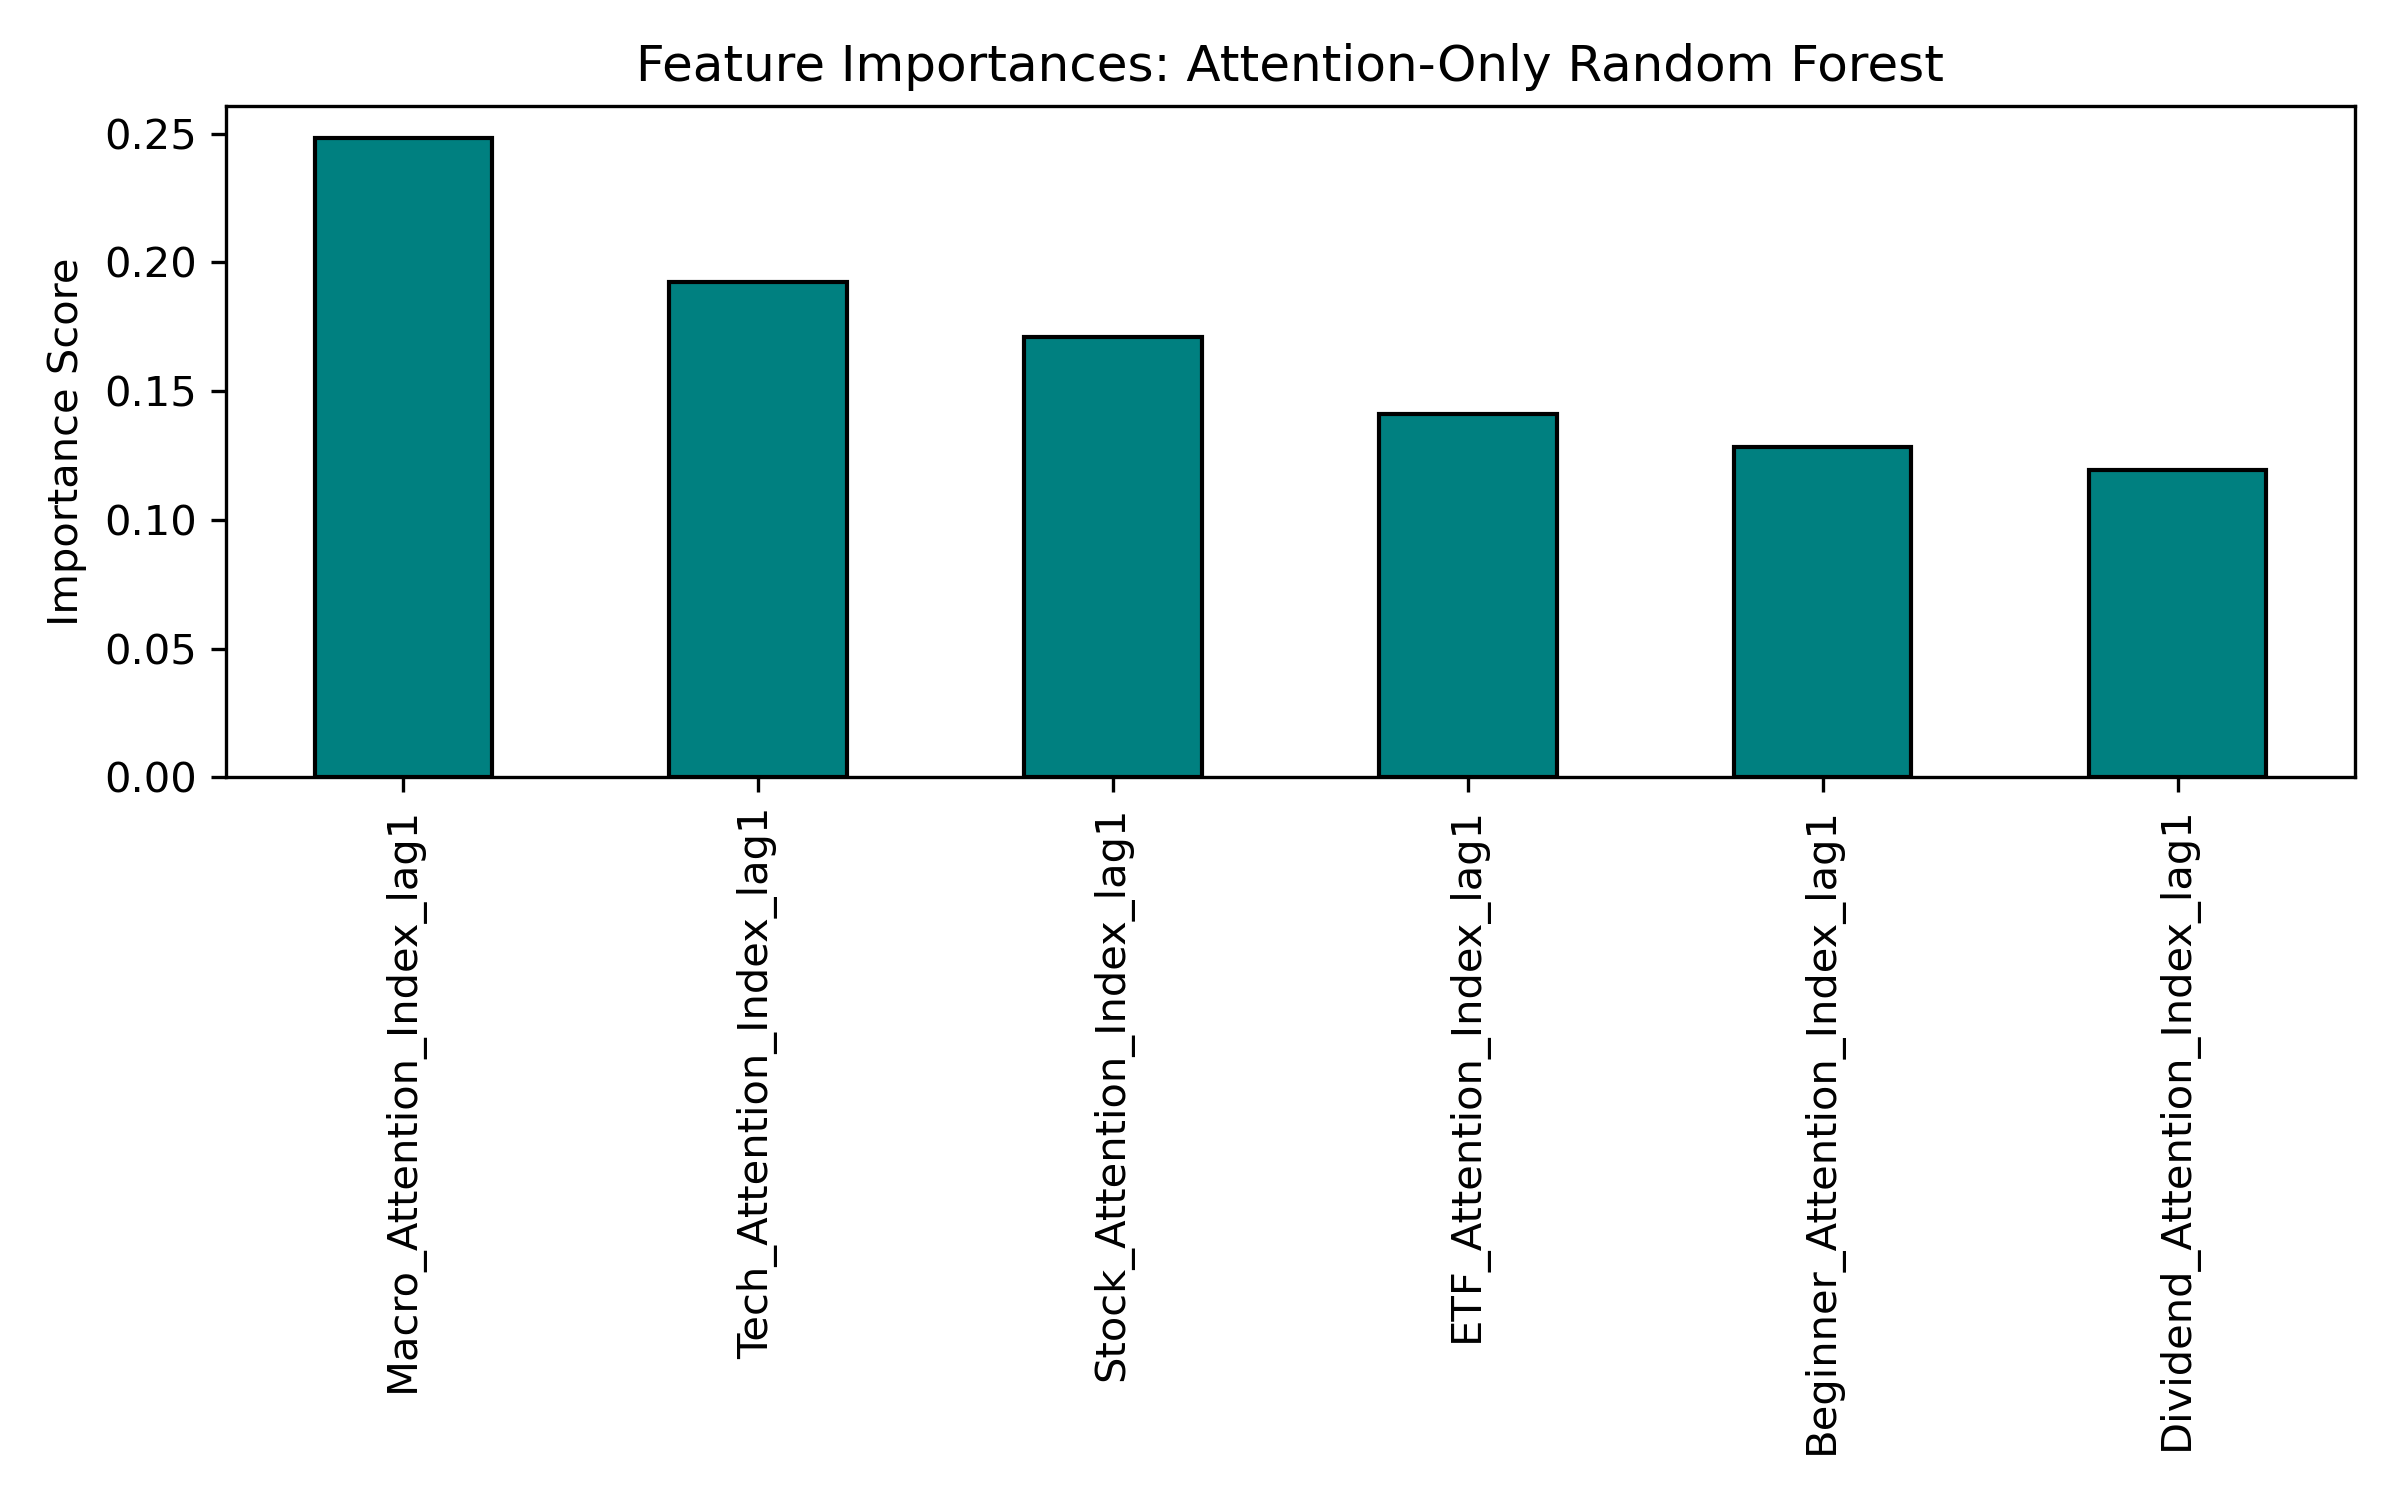 Feature Importances: Attention-Only Random Forest
Importance Score
0.25
0.20
0.15
0.10
0.05
0.00
Macro_Attention_Index_lag1
Tech_Attention_Index_lag1
Stock_Attention_Index_lag1
ETF_Attention_Index_lag1
Beginner_Attention_Index_lag1
Dividend_Attention_Index_lag1